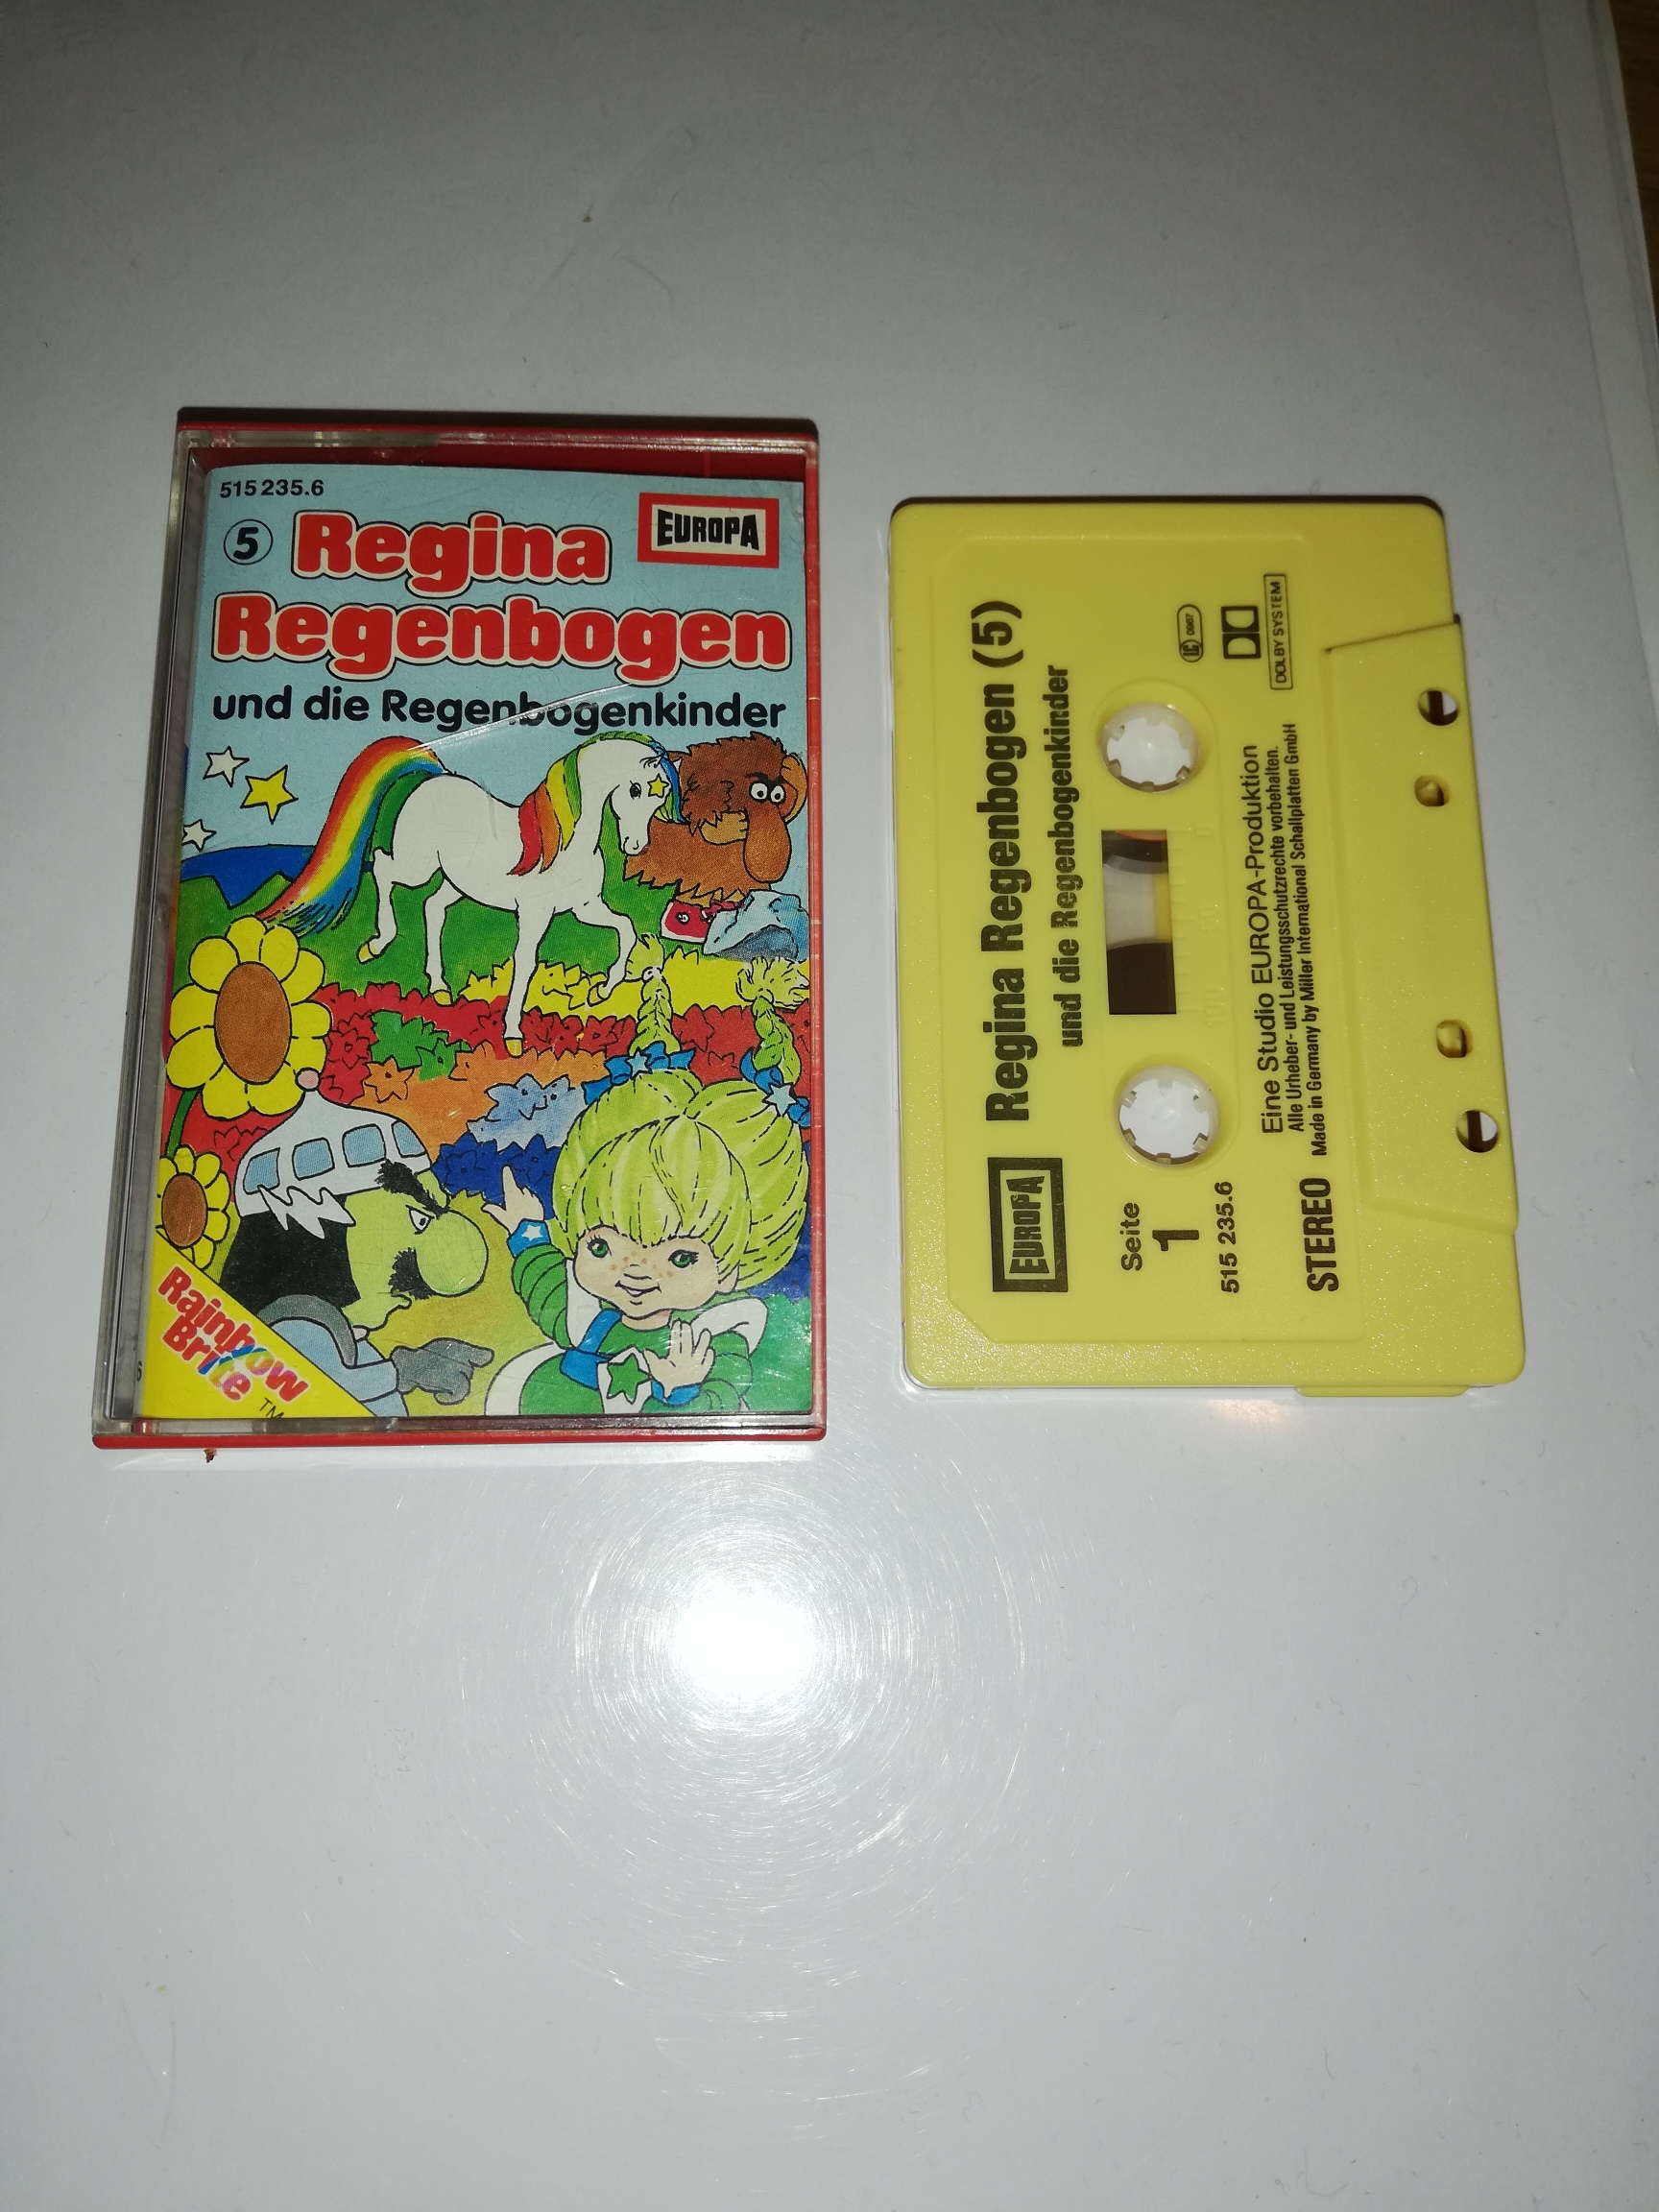 515 235.6
5 Regina
EUROPA
Regenbogen
und die Regenbogenkinder
Rainbow
Brite
TM
EUROPA
Regina Regenbogen (5)
und die Regenbogenkinder
Seite
1
515 235.6
STEREO
LC 0987
DOLBY SYSTEM
Eine Studio EUROPA-Produktion
Alle Urheber- und Leistungsschutzrechte vorbehalten.
Made in Germany by Miller International Schallplatten GmbH